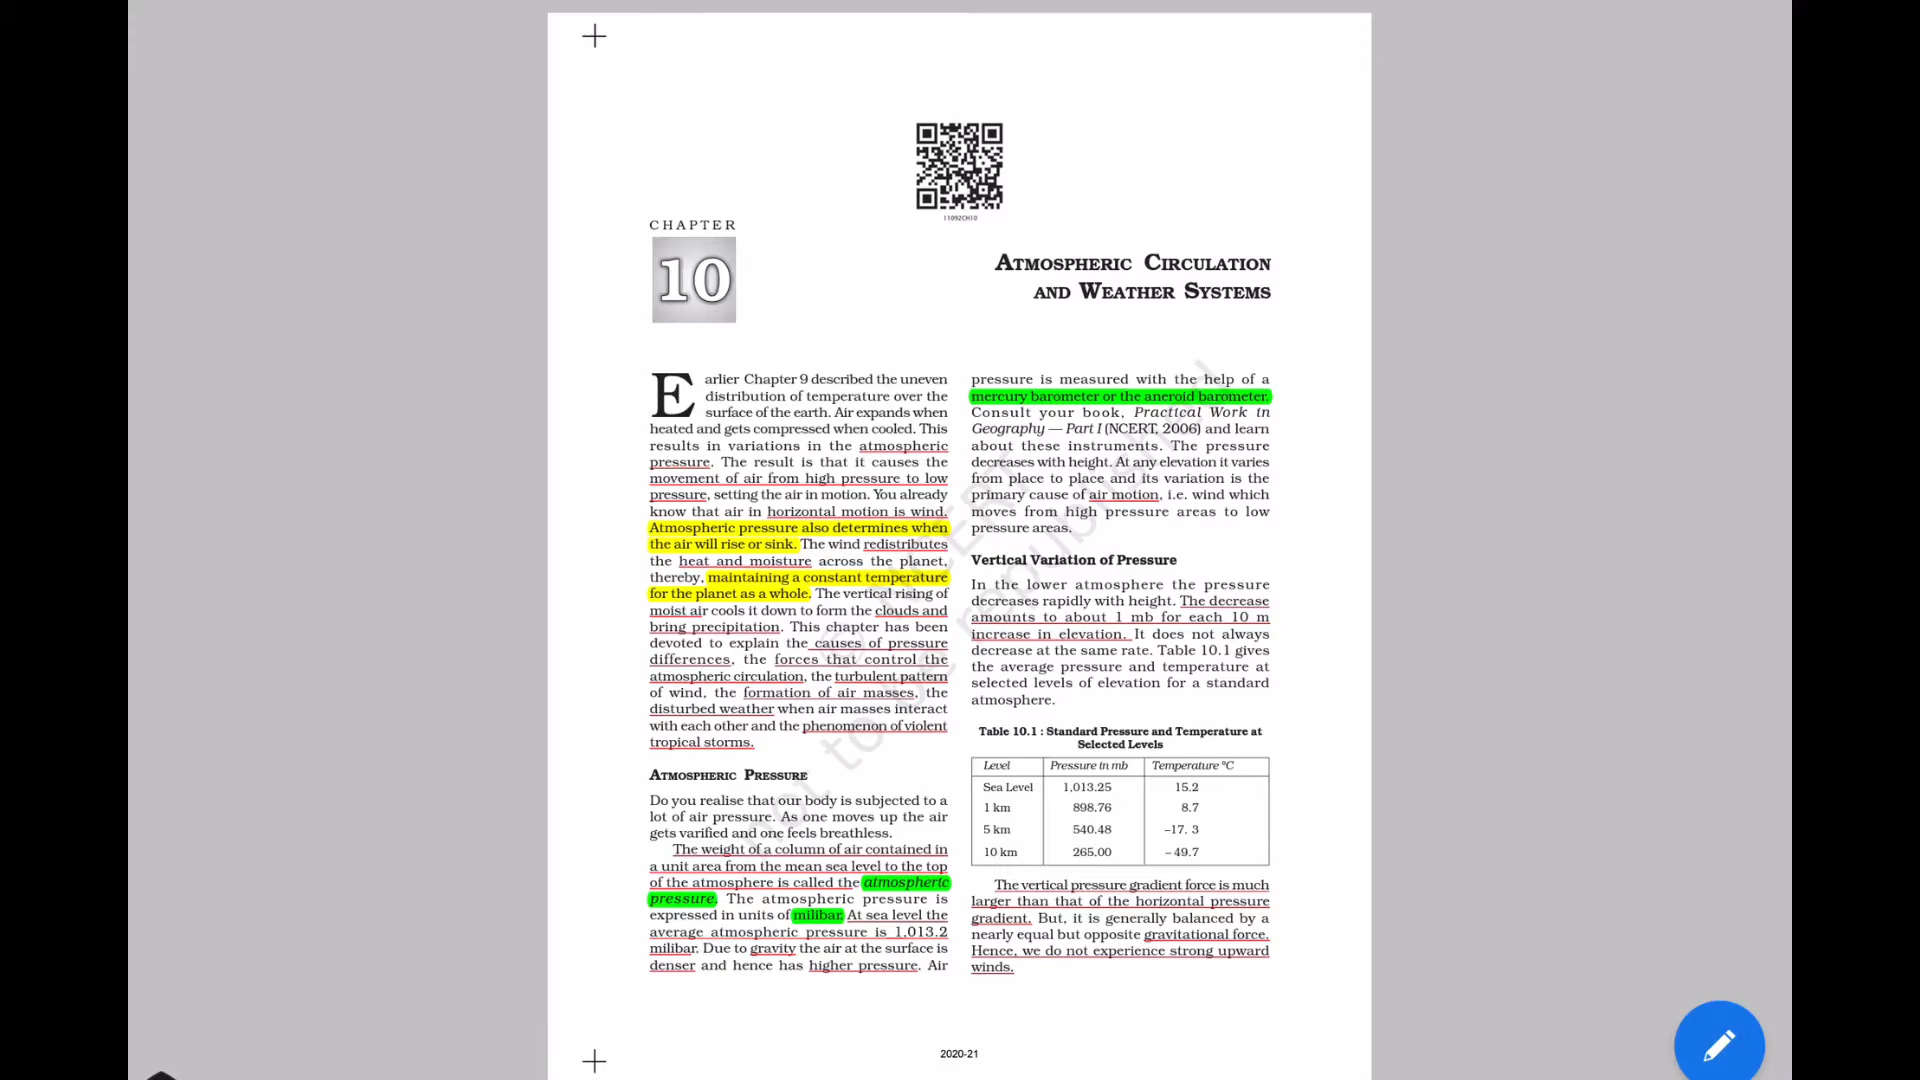 11092CH10
CHAPTER
10
ATMOSPHERIC CIRCULATION
AND WEATHER SYSTEMS
Earlier Chapter 9 described the uneven
distribution of temperature over the
surface of the earth. Air expands when
heated and gets compressed when cooled. This
results in variations in the atmospheric
pressure. The result is that it causes the
movement of air from high pressure to low
pressure, setting the air in motion. You already
know that air in horizontal motion is wind.
Atmospheric pressure also determines when
the air will rise or sink. The wind redistributes
the heat and moisture across the planet,
thereby, maintaining a constant temperature
for the planet as a whole. The vertical rising of
moist air cools it down to form the clouds and
bring precipitation. This chapter has been
devoted to explain the causes of pressure
differences, the forces that control the
atmospheric circulation, the turbulent pattern
of wind, the formation of air masses, the
disturbed weather when air masses interact
with each other and the phenomenon of violent
tropical storms.
ATMOSPHERIC PRESSURE
Do you realise that our body is subjected to a
lot of air pressure. As one moves up the air
gets varified and one feels breathless.
The weight of a column of air contained in
a unit area from the mean sea level to the top
of the atmosphere is called the atmospheric
pressure. The atmospheric pressure is
expressed in units of milibar. At sea level the
average atmospheric pressure is 1,013.2
milibar. Due to gravity the air at the surface is
denser and hence has higher pressure. Air
pressure is measured with the help of a
mercury barometer or the aneroid barometer.
Consult your book, Practical Work in
Geography — Part I (NCERT, 2006) and learn
about these instruments. The pressure
decreases with height. At any elevation it varies
from place to place and its variation is the
primary cause of air motion, i.e. wind which
moves from high pressure areas to low
pressure areas.
Vertical Variation of Pressure
In the lower atmosphere the pressure
decreases rapidly with height. The decrease
amounts to about 1 mb for each 10 m
increase in elevation. It does not always
decrease at the same rate. Table 10.1 gives
the average pressure and temperature at
selected levels of elevation for a standard
atmosphere.
Table 10.1 : Standard Pressure and Temperature at
Selected Levels
Level Pressure in mb Temperature °C
Sea Level 1,013.25 15.2
1 km 898.76 8.7
5 km 540.48 –17. 3
10 km 265.00 – 49.7
The vertical pressure gradient force is much
larger than that of the horizontal pressure
gradient. But, it is generally balanced by a
nearly equal but opposite gravitational force.
Hence, we do not experience strong upward
winds.
© NCERT
not to be republished
2020-21